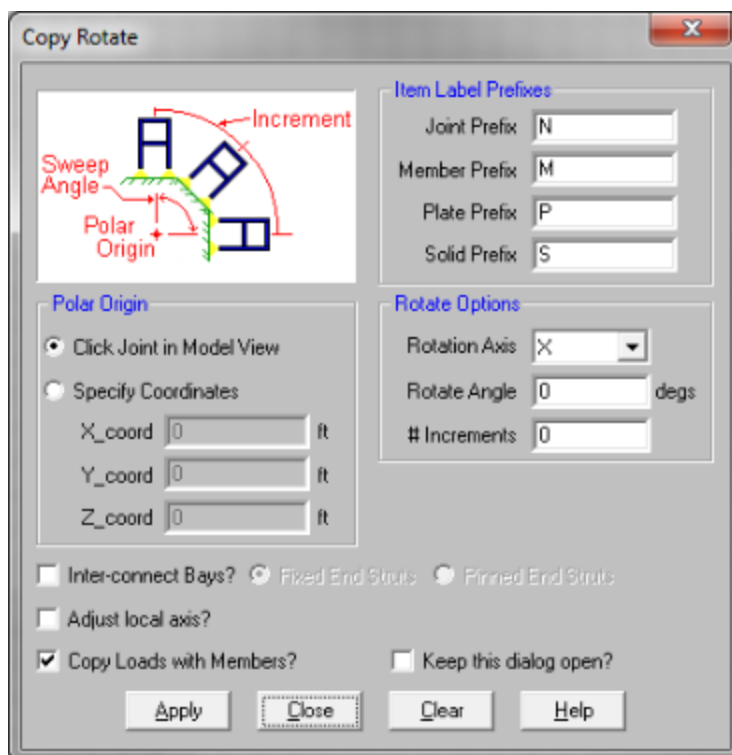 Copy Rotate
Increment
Sweep
Angle
Polar
Origin
Item Label Prefixes
Joint Prefix N
Member Prefix M
Plate Prefix P
Solid Prefix S
Polar Origin
Click Joint in Model View
Specify Coordinates
X_coord 0 ft
Y_coord 0 ft
Z_coord 0 ft
Rotate Options
Rotation Axis X
Rotate Angle 0 degs
# Increments 0
Inter-connect Bays? Fixed End Struts Pinned End Struts
Adjust local axis?
Copy Loads with Members? Keep this dialog open?
Apply Close Clear Help